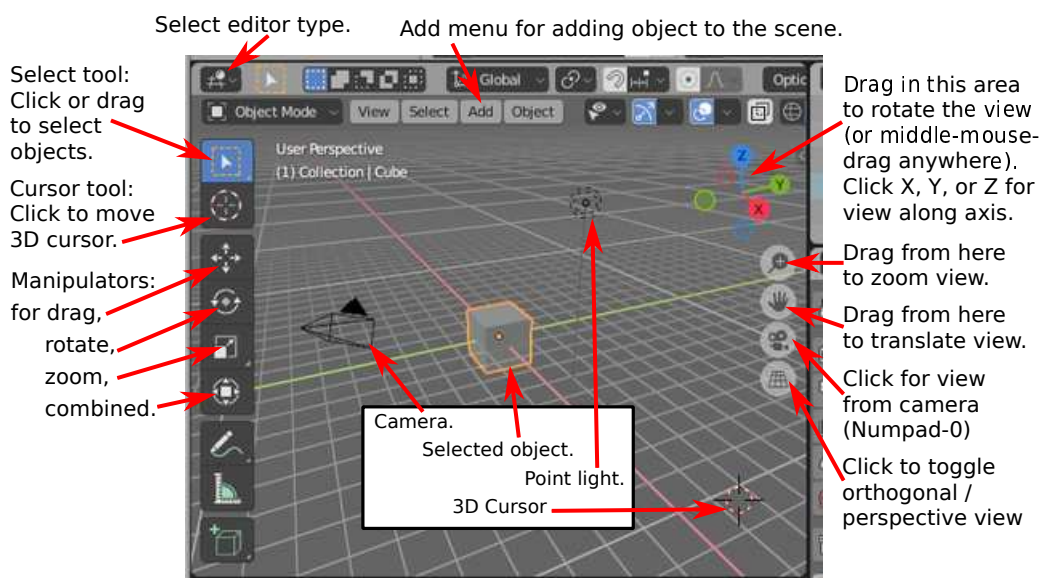 Select editor type.
Add menu for adding object to the scene.
Select tool:
Click or drag
to select
objects.
Cursor tool:
Click to move
3D cursor.
Manipulators:
for drag,
rotate,
zoom,
combined.
Global
Optic
Object Mode
View
Select
Add
Object
User Perspective
(1) Collection | Cube
Z
Y
X
Camera.
Selected object.
Point light.
3D Cursor
Drag in this area
to rotate the view
(or middle-mouse-
drag anywhere).
Click X, Y, or Z for
view along axis.
Drag from here
to zoom view.
Drag from here
to translate view.
Click for view
from camera
(Numpad-0)
Click to toggle
orthogonal /
perspective view